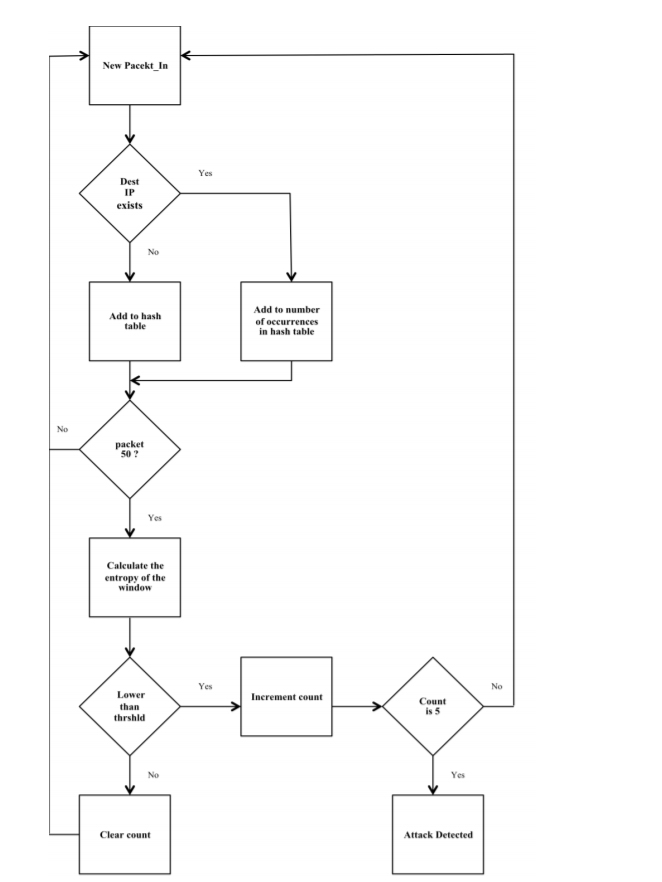 New Pacekt_In
Dest
IP
exists
Yes
No
Add to hash
table
Add to number
of occurrences
in hash table
No
packet
50 ?
Yes
Calculate the
entropy of the
window
Lower
than
thrshld
Yes
Increment count
Count
is 5
No
No
Yes
Clear count
Attack Detected